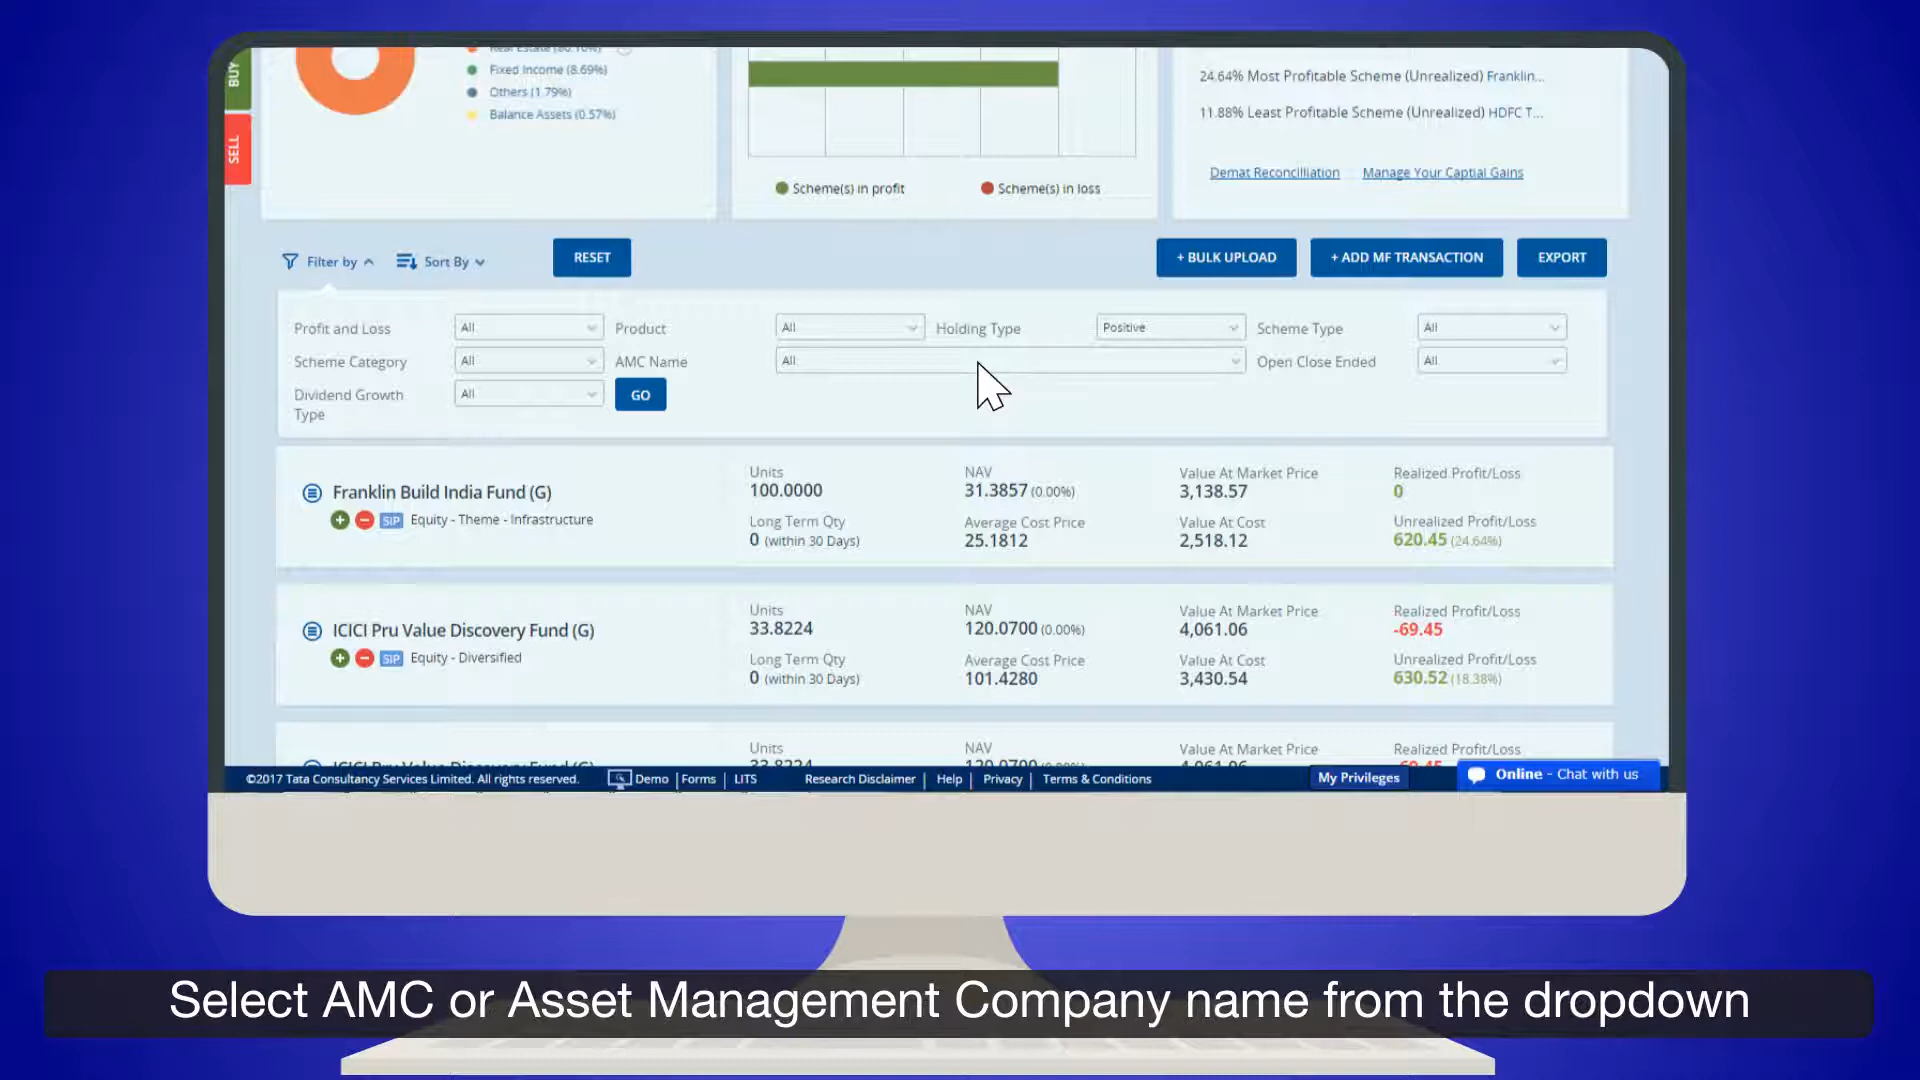 BUY
SELL
Fixed Income (8.69%)
Others (1.79%)
Balance Assets (0.57%)
Scheme(s) in profit
Scheme(s) in loss
24.64% Most Profitable Scheme (Unrealized) Franklin...
11.88% Least Profitable Scheme (Unrealized) HDFC T...
Demat Reconcilliation Manage Your Captial Gains
Filter by Sort By RESET + BULK UPLOAD + ADD MF TRANSACTION EXPORT
Profit and Loss All Product All Holding Type Positive Scheme Type All
Scheme Category All AMC Name All Open Close Ended All
Dividend Growth Type All GO
Franklin Build India Fund (G)
SIP Equity - Theme - Infrastructure
Units NAV Value At Market Price Realized Profit/Loss
100.0000 31.3857 (0.00%) 3,138.57 0
Long Term Qty Average Cost Price Value At Cost Unrealized Profit/Loss
0 (within 30 Days) 25.1812 2,518.12 620.45 (24.64%)
ICICI Pru Value Discovery Fund (G)
SIP Equity - Diversified
Units NAV Value At Market Price Realized Profit/Loss
33.8224 120.0700 (0.00%) 4,061.06 -69.45
Long Term Qty Average Cost Price Value At Cost Unrealized Profit/Loss
0 (within 30 Days) 101.4280 3,430.54 630.52 (18.38%)
Units NAV Value At Market Price Realized Profit/Loss
©2017 Tata Consultancy Services Limited. All rights reserved. Demo | Forms | LITS Research Disclaimer | Help | Privacy | Terms & Conditions My Privileges Online - Chat with us
Select AMC or Asset Management Company name from the dropdown